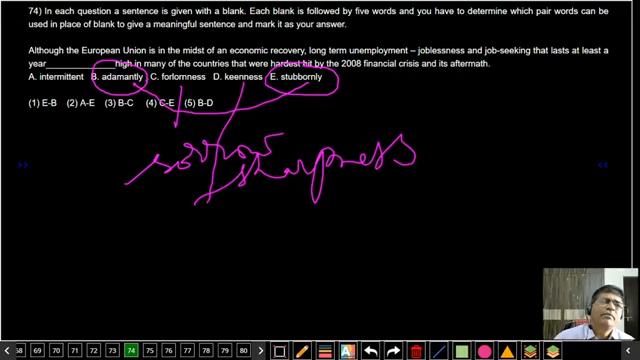 74) In each question a sentence is given with a blank. Each blank is followed by five words and you have to determine which pair words can be
used in place of blank to give a meaningful sentence and mark it as your answer.
Although the European Union is in the midst of an economic recovery, long term unemployment - joblessness and job-seeking that lasts at least a
year______________high in many of the countries that were hardest hit by the 2008 financial crisis and its aftermath.
A. intermittent B. adamantly C. forlornness D. keenness E. stubbornly
(1) E-B (2) A-E (3) B-C (4) C-E (5) B-D
sorrow
sharpness
68 69 70 71 72 73 74 75 76 77 78 79 80